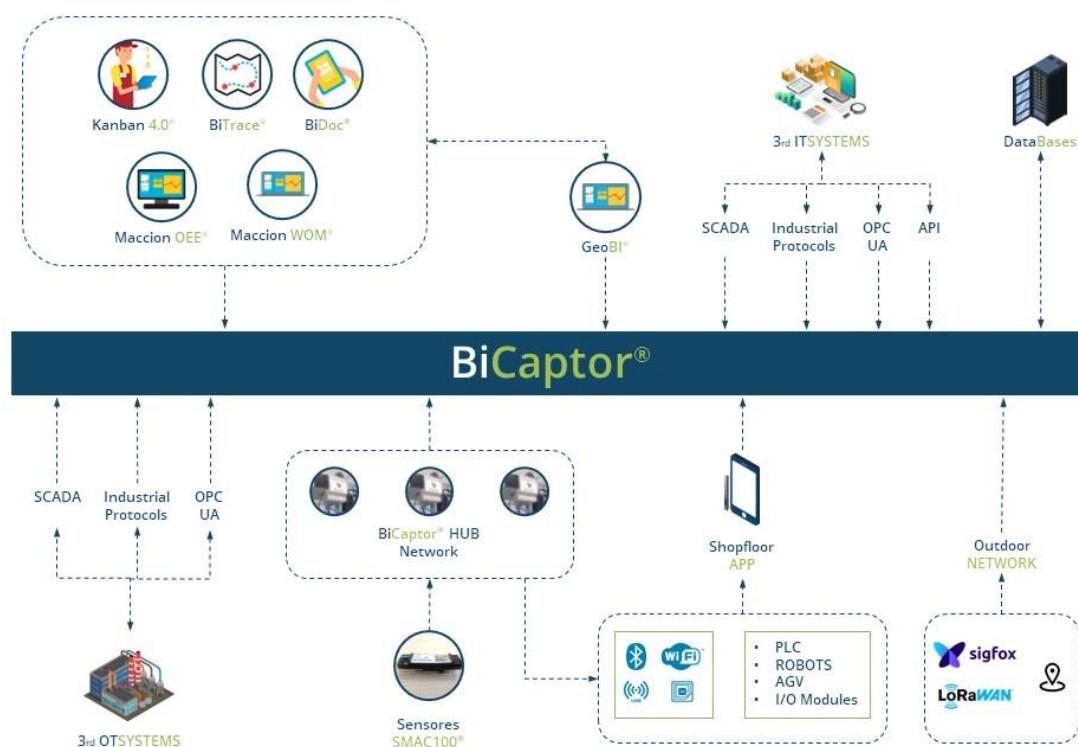 Kanban 4.0®
BiTrace®
BiDoc®
Maccion OEE®
Maccion WOM®
GeoBI®
3rd ITSYSTEMS
DataBases
SCADA
Industrial
Protocols
OPC
UA
API
BiCaptor®
SCADA
Industrial
Protocols
OPC
UA
BiCaptor® HUB
Network
Shopfloor
APP
Outdoor
NETWORK
3rd OTSYSTEMS
Sensores
SMAC100®
WiFi
• PLC
• ROBOTS
• AGV
• I/O Modules
sigfox
LoRaWAN